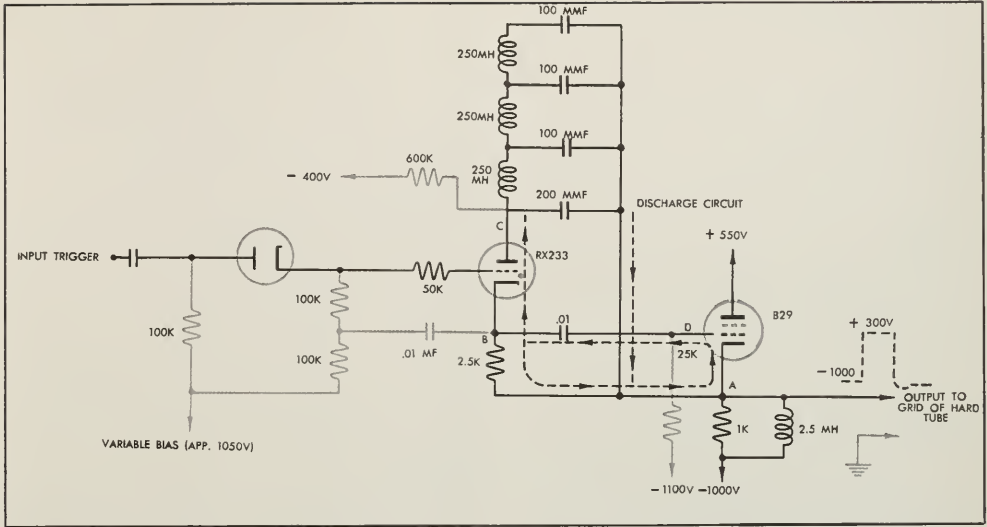 100 MMF
250MH
100 MMF
250MH
100 MMF
600K
- 400V
250
MH
200 MMF
DISCHARGE CIRCUIT
C
+ 550V
RX233
INPUT TRIGGER
50K
100K
.01
D
B29
100K
.01 MF
B
100K
2.5K
25K
+ 300V
- 1000
A
OUTPUT TO
GRID OF HARD
TUBE
1K
2.5 MH
VARIABLE BIAS (APP. 1050V)
- 1100V
- 1000V